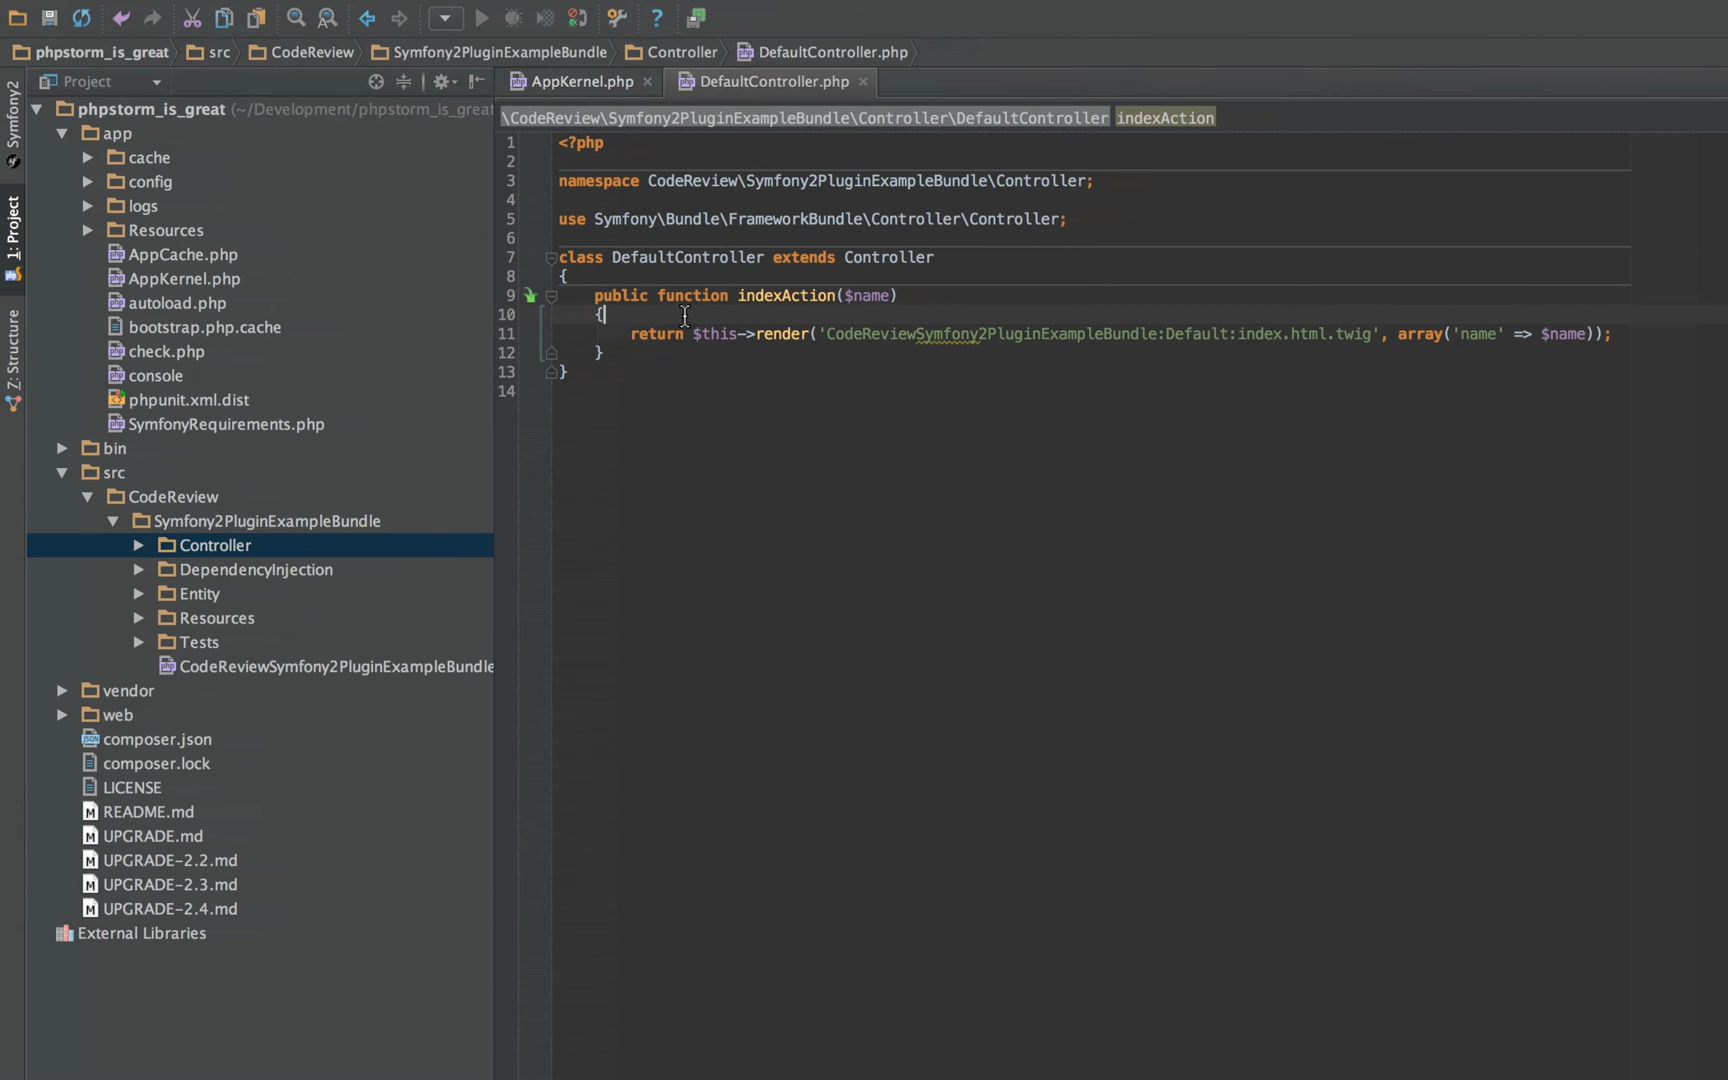 phpstorm_is_great src CodeReview Symfony2PluginExampleBundle Controller DefaultController.php
Symfony2
1: Project
7: Structure
Project
phpstorm_is_great (~/Development/phpstorm_is_great
app
cache
config
logs
Resources
AppCache.php
AppKernel.php
autoload.php
bootstrap.php.cache
check.php
console
phpunit.xml.dist
SymfonyRequirements.php
bin
src
CodeReview
Symfony2PluginExampleBundle
Controller
DependencyInjection
Entity
Resources
Tests
CodeReviewSymfony2PluginExampleBundle
vendor
web
composer.json
composer.lock
LICENSE
README.md
UPGRADE.md
UPGRADE-2.2.md
UPGRADE-2.3.md
UPGRADE-2.4.md
External Libraries
AppKernel.php DefaultController.php
\CodeReview\Symfony2PluginExampleBundle\Controller\DefaultController indexAction
1 <?php
2
3 namespace CodeReview\Symfony2PluginExampleBundle\Controller;
4
5 use Symfony\Bundle\FrameworkBundle\Controller\Controller;
6
7 class DefaultController extends Controller
8 {
9 public function indexAction($name)
10 {
11 return $this->render('CodeReviewSymfony2PluginExampleBundle:Default:index.html.twig', array('name' => $name));
12 }
13 }
14